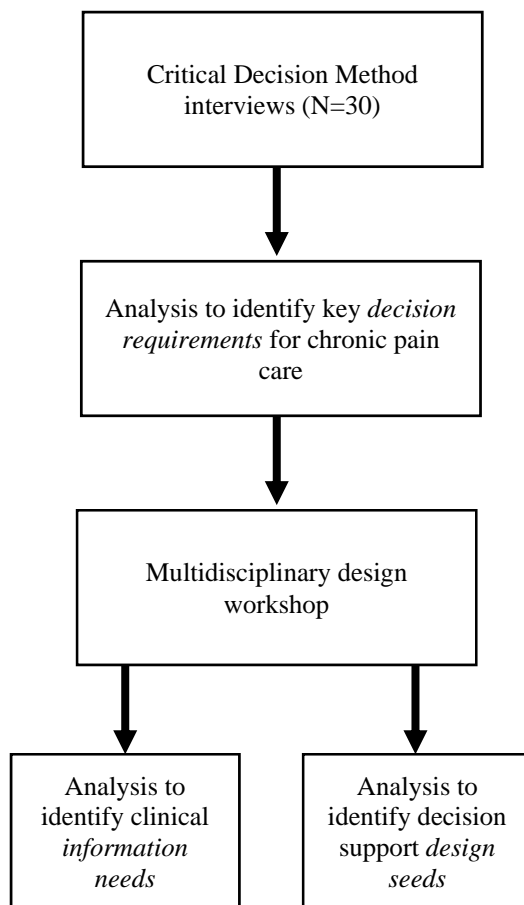 Critical Decision Method
interviews (N=30)
Analysis to identify key decision
requirements for chronic pain
care
Multidisciplinary design
workshop
Analysis to
identify clinical
information
needs
Analysis to
identify decision
support design
seeds